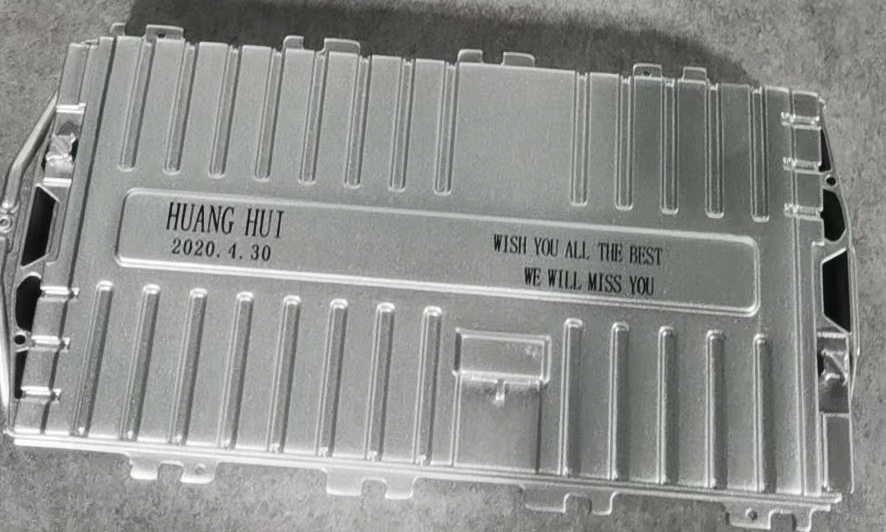 HUANG HUI
2020.4.30
WISH YOU ALL THE BEST
WE WILL MISS YOU